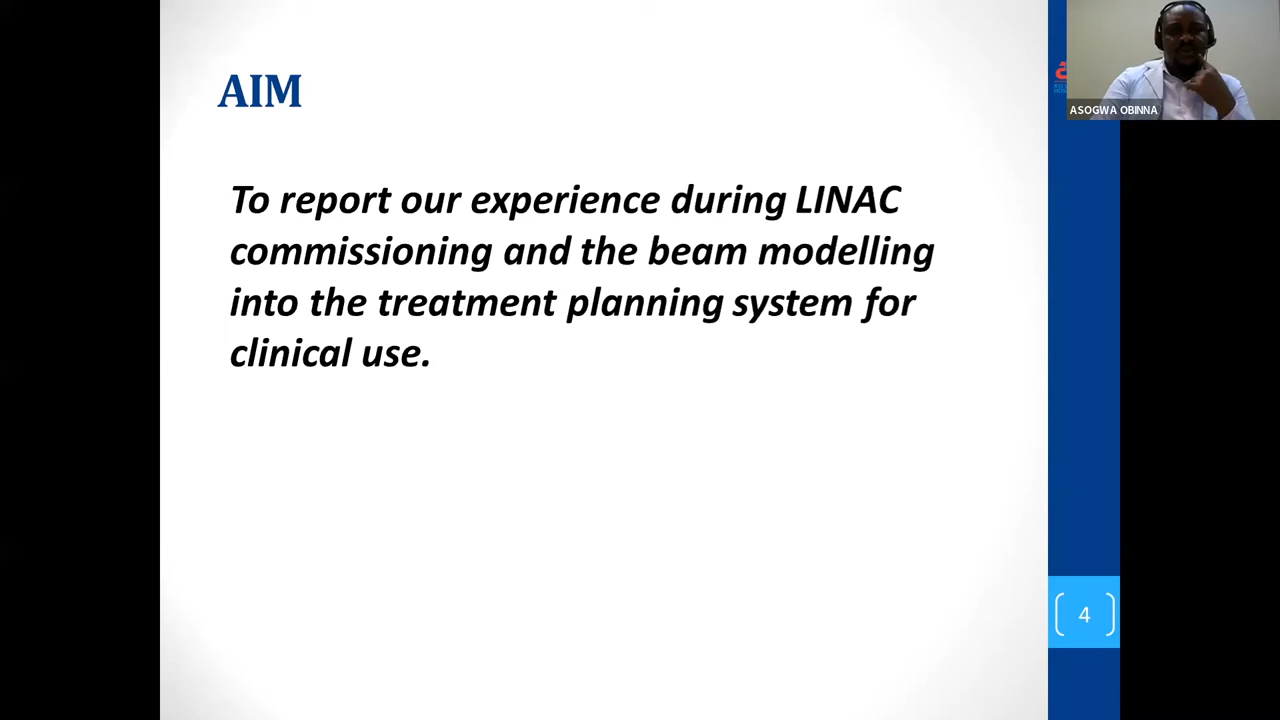 AIM
To report our experience during LINAC
commissioning and the beam modelling
into the treatment planning system for
clinical use.
ASOGWA OBINNA
4